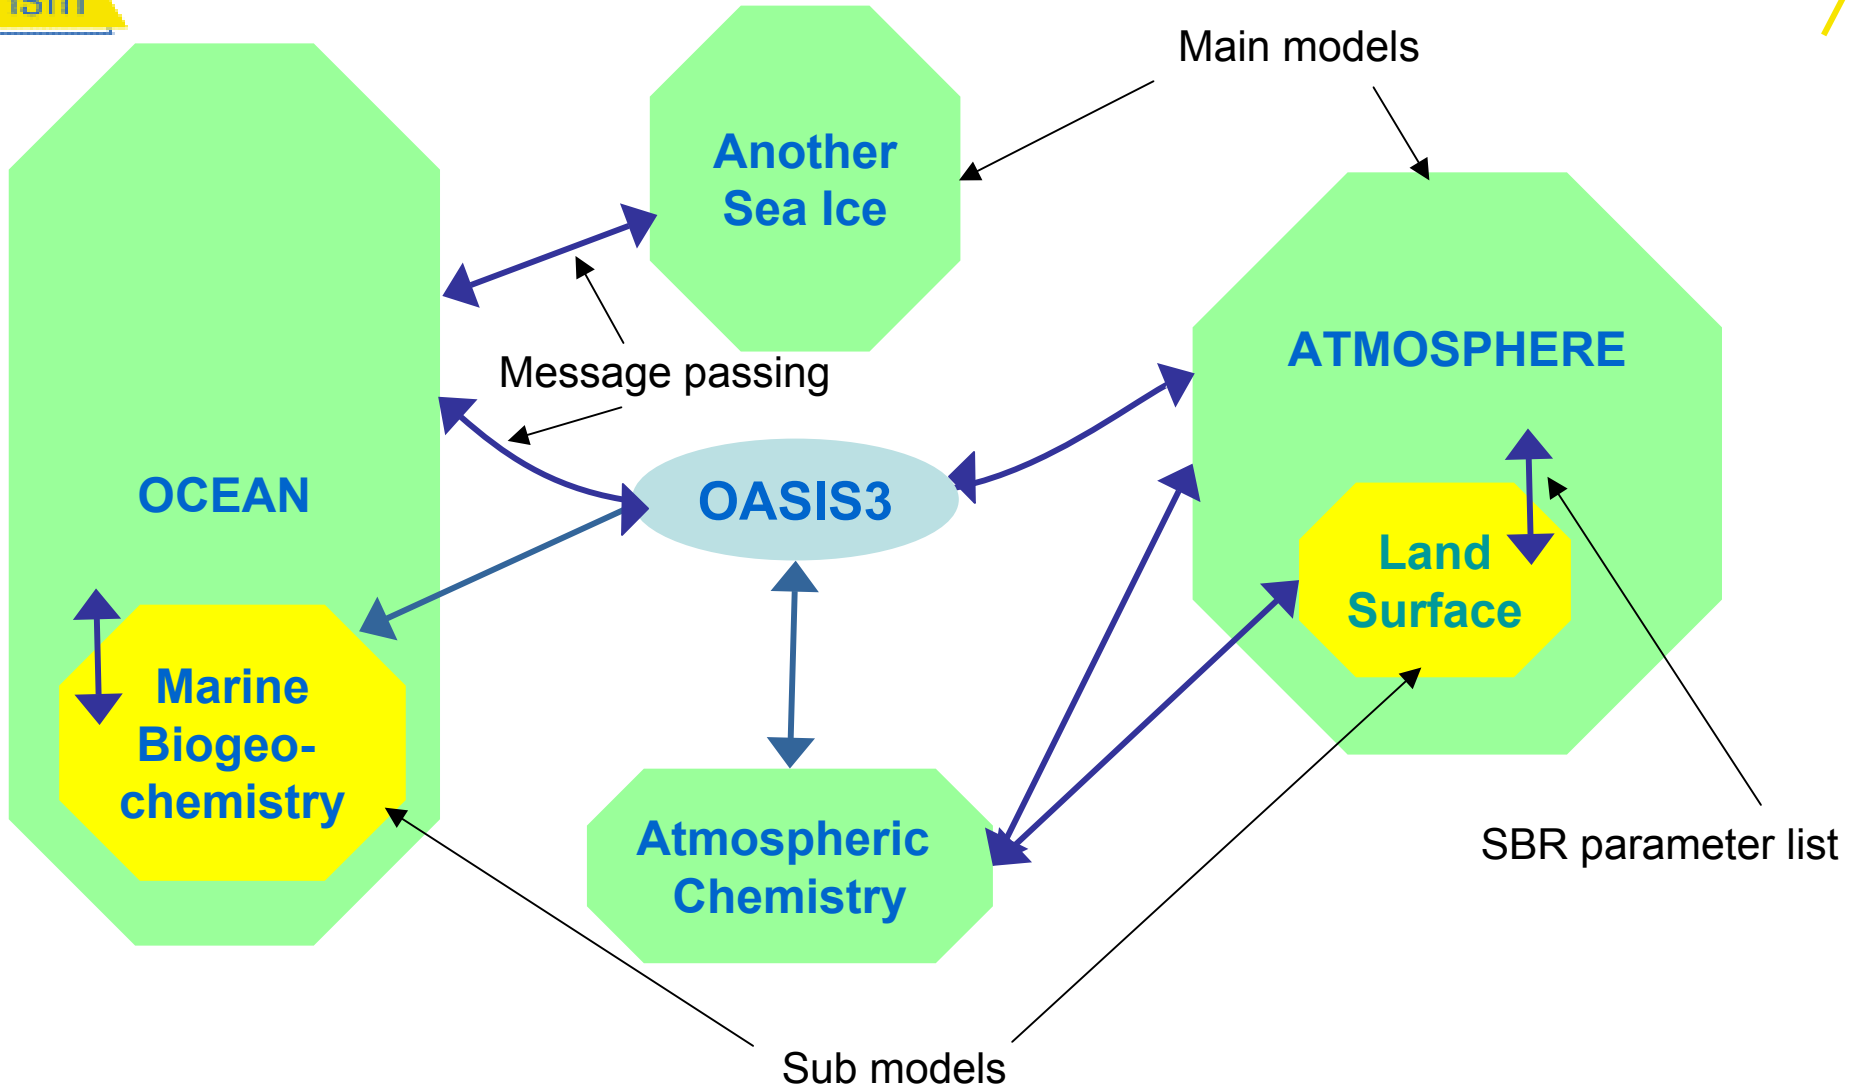 Main models
Another
Sea Ice
ATMOSPHERE
Message passing
OCEAN
OASIS3
Land
Surface
Marine
Biogeo-
chemistry
Atmospheric
Chemistry
SBR parameter list
Sub models